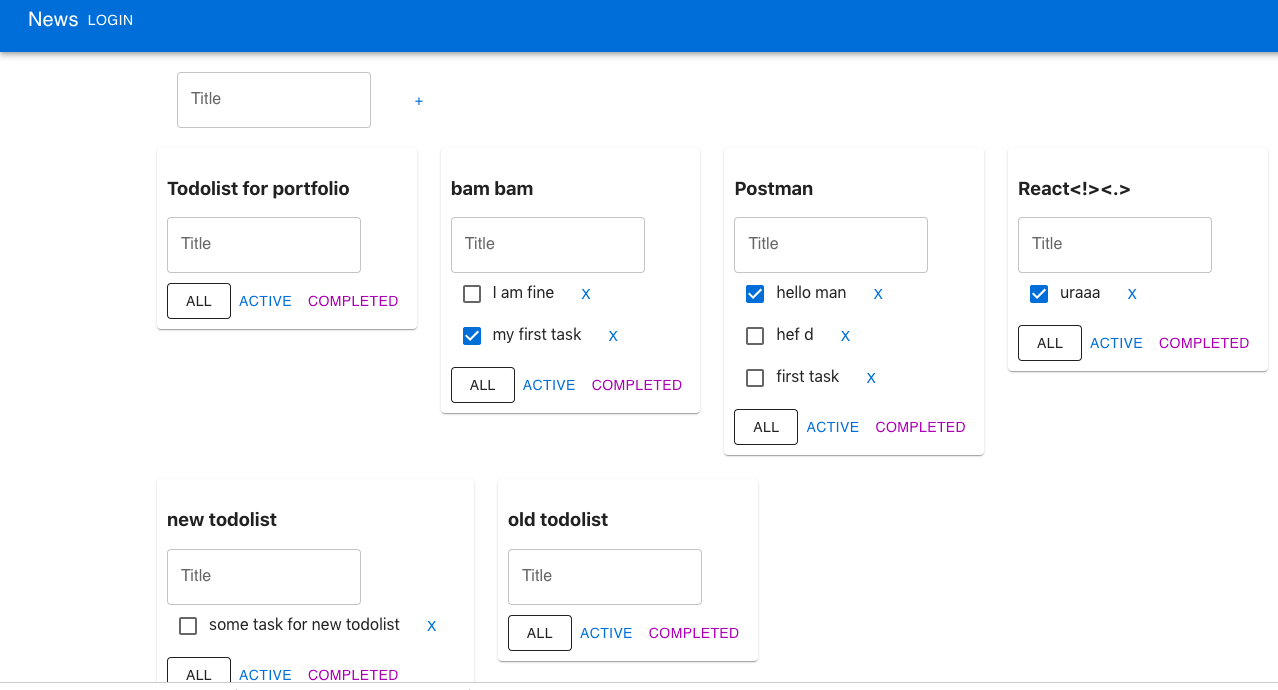 News LOGIN
Title +
Todolist for portfolio
Title
ALL ACTIVE COMPLETED
bam bam
Title
I am fine X
my first task X
ALL ACTIVE COMPLETED
Postman
Title
hello man X
hef d X
first task X
ALL ACTIVE COMPLETED
React<!><.>
Title
uraaa X
ALL ACTIVE COMPLETED
new todolist
Title
some task for new todolist X
ALL ACTIVE COMPLETED
old todolist
Title
ALL ACTIVE COMPLETED